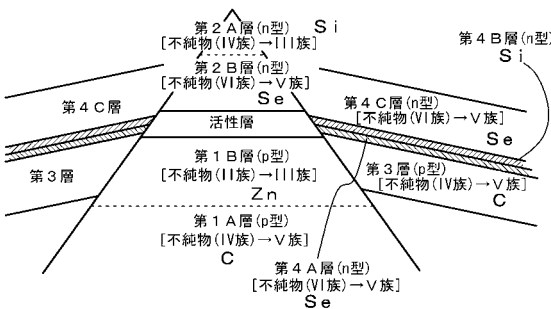 第2A層(n型) Si
[不純物(IV族)→III族]
第2B層(n型)
[不純物(VI族)→V族]
Se
第4B層(n型)
Si
第4C層
第4C層(n型)
[不純物(VI族)→V族]
Se
活性層
第3層
第1B層(p型)
[不純物(II族)→III族]
Zn
第3層(p型)
[不純物(IV族)→V族]
C
第1A層(p型)
[不純物(IV族)→V族]
C
第4A層(n型)
[不純物(VI族)→V族]
Se